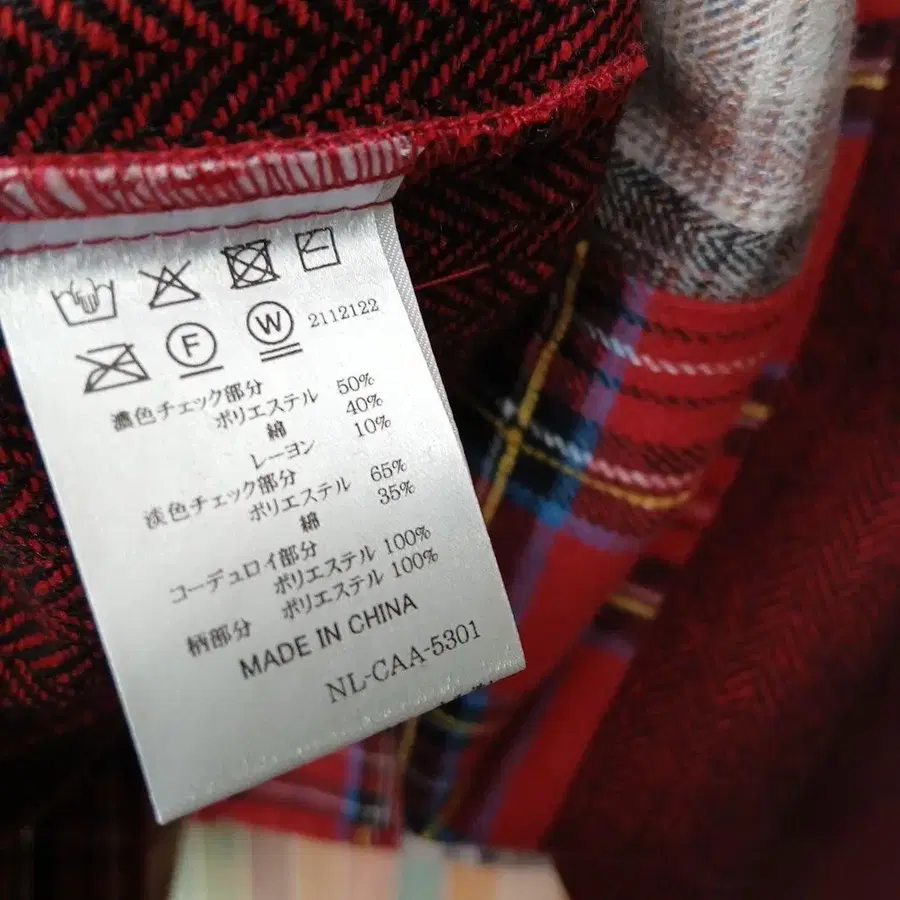 F W 2112122
濃色チェック部分
ポリエステル 50%
綿 40%
レーヨン 10%
淡色チェック部分
ポリエステル 65%
綿 35%
コーデュロイ部分
ポリエステル 100%
柄部分 ポリエステル 100%
MADE IN CHINA
NL-CAA-5301